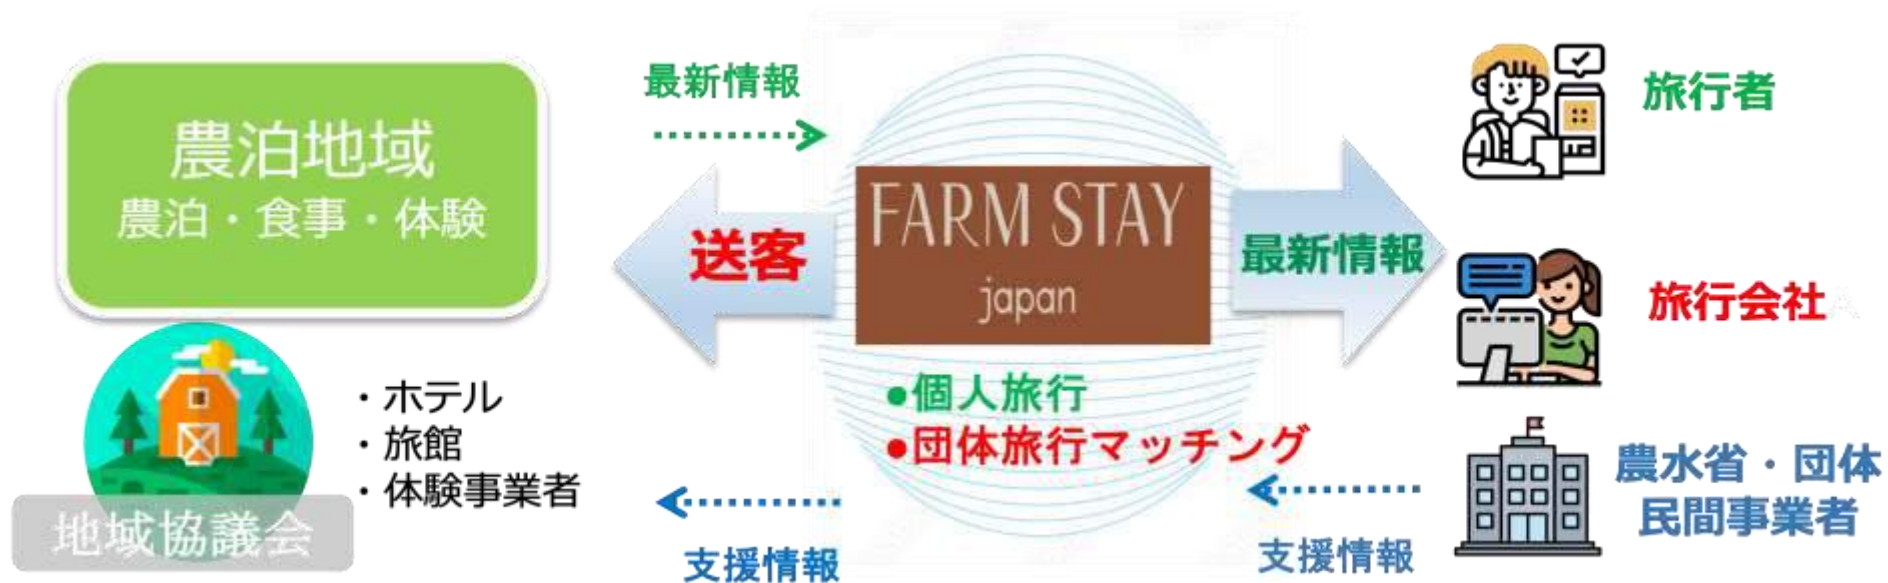 農泊地域
農泊・食事・体験
・ホテル
・旅館
・体験事業者
地域協議会
最新情報
送客
支援情報
FARM STAY
japan
●個人旅行
●団体旅行マッチング
最新情報
支援情報
旅行者
旅行会社
農水省・団体
民間事業者